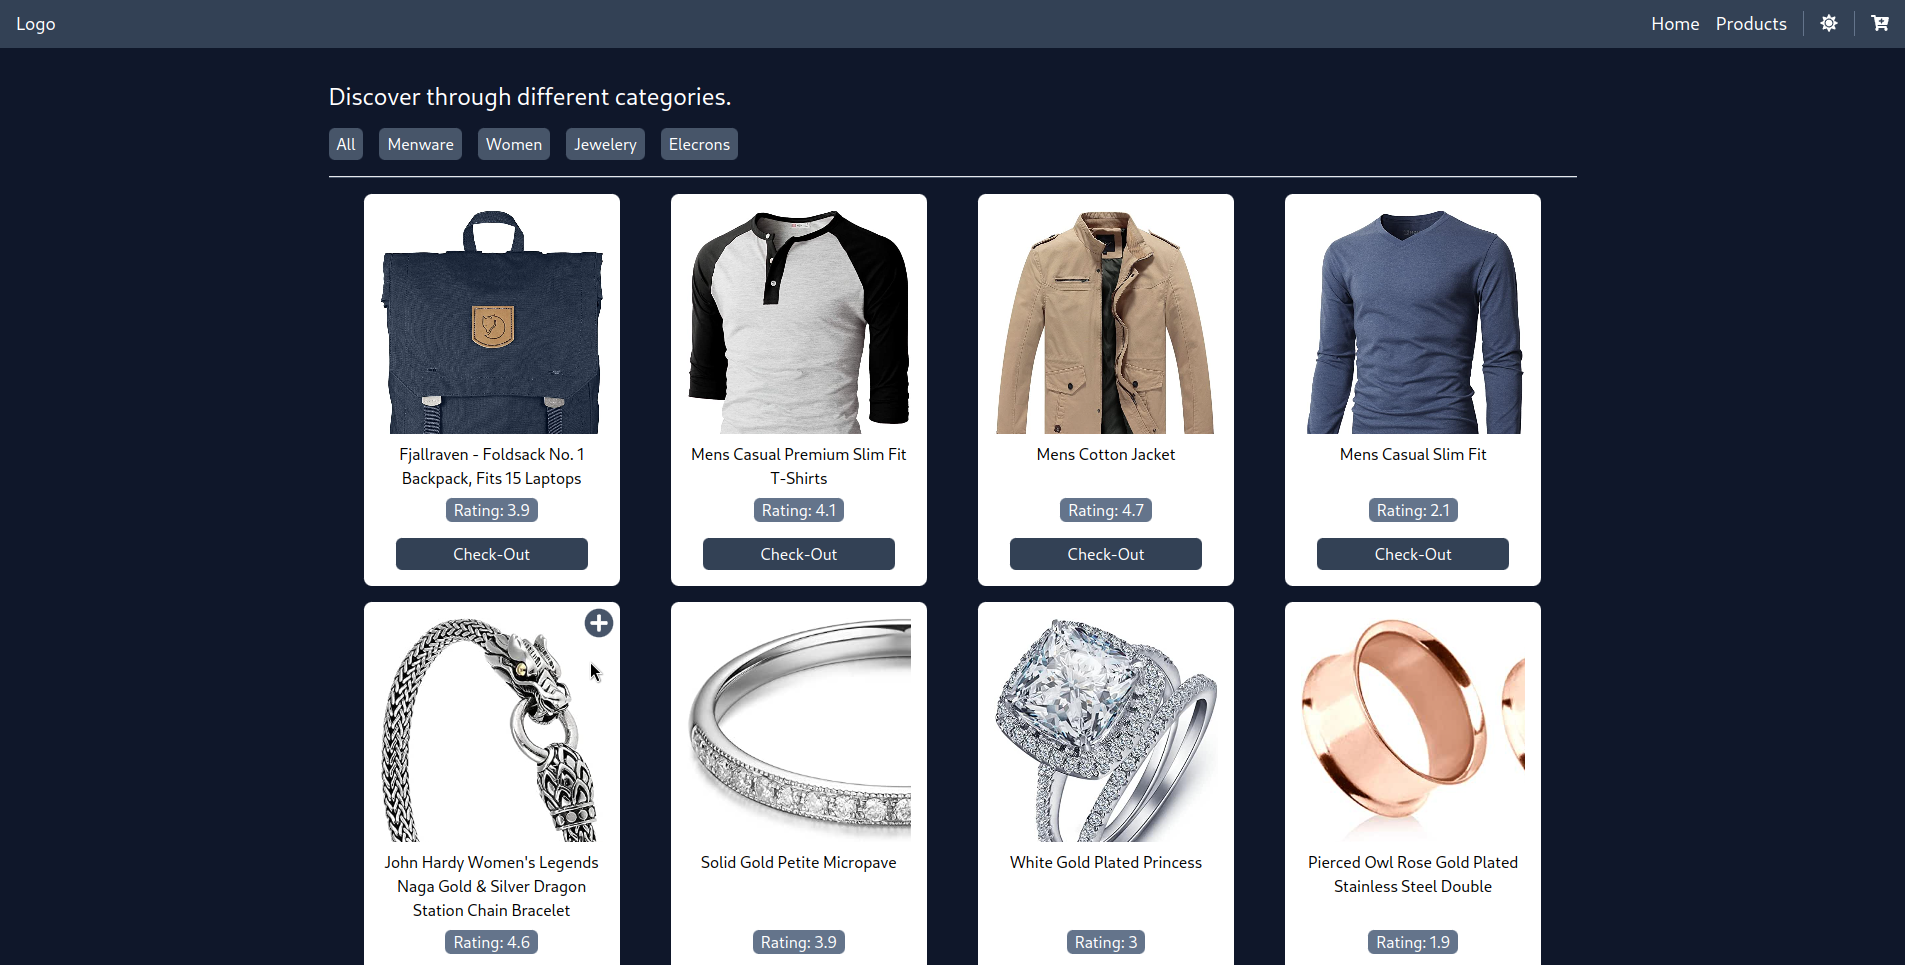 Logo
Home
Products
Discover through different categories.
All
Menware
Women
Jewelery
Elecrons
Fjallraven - Foldsack No. 1
Backpack, Fits 15 Laptops
Rating: 3.9
Check-Out
Mens Casual Premium Slim Fit
T-Shirts
Rating: 4.1
Check-Out
Mens Cotton Jacket
Rating: 4.7
Check-Out
Mens Casual Slim Fit
Rating: 2.1
Check-Out
John Hardy Women's Legends
Naga Gold & Silver Dragon
Station Chain Bracelet
Rating: 4.6
Solid Gold Petite Micropave
Rating: 3.9
White Gold Plated Princess
Rating: 3
Pierced Owl Rose Gold Plated
Stainless Steel Double
Rating: 1.9